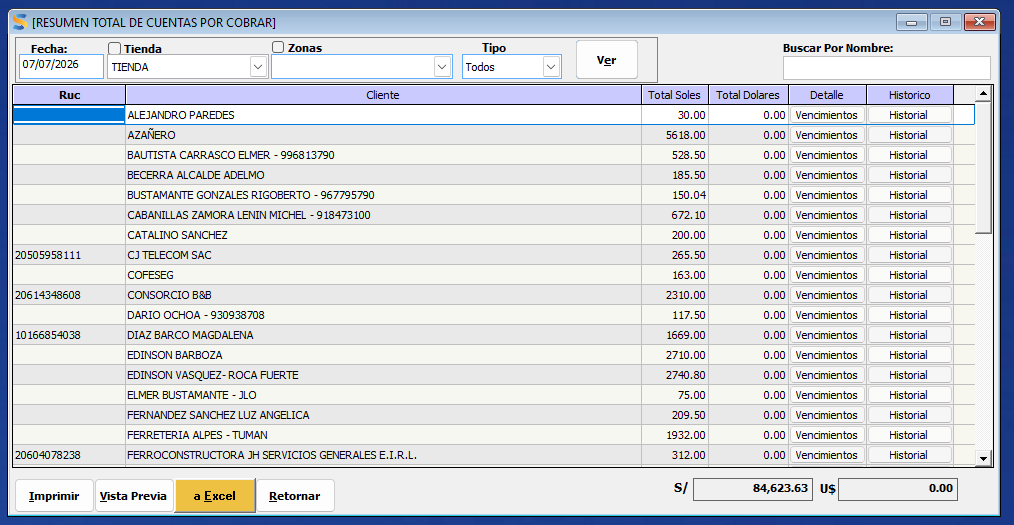 [RESUMEN TOTAL DE CUENTAS POR COBRAR]
Fecha: Tienda Zonas Tipo Buscar Por Nombre:
07/07/2026 TIENDA Todos Ver
Ruc Cliente Total Soles Total Dolares Detalle Historico
ALEJANDRO PAREDES 30.00 0.00 Vencimientos Historial
AZAÑERO 5618.00 0.00 Vencimientos Historial
BAUTISTA CARRASCO ELMER - 996813790 528.50 0.00 Vencimientos Historial
BECERRA ALCALDE ADELMO 185.50 0.00 Vencimientos Historial
BUSTAMANTE GONZALES RIGOBERTO - 967795790 150.04 0.00 Vencimientos Historial
CABANILLAS ZAMORA LENIN MICHEL - 918473100 672.10 0.00 Vencimientos Historial
CATALINO SANCHEZ 200.00 0.00 Vencimientos Historial
20505958111 CJ TELECOM SAC 265.50 0.00 Vencimientos Historial
COFESEG 163.00 0.00 Vencimientos Historial
20614348608 CONSORCIO B&B 2310.00 0.00 Vencimientos Historial
DARIO OCHOA - 930938708 117.50 0.00 Vencimientos Historial
10166854038 DIAZ BARCO MAGDALENA 1669.00 0.00 Vencimientos Historial
EDINSON BARBOZA 2710.00 0.00 Vencimientos Historial
EDINSON VASQUEZ- ROCA FUERTE 2740.80 0.00 Vencimientos Historial
ELMER BUSTAMANTE - JLO 75.00 0.00 Vencimientos Historial
FERNANDEZ SANCHEZ LUZ ANGELICA 209.50 0.00 Vencimientos Historial
FERRETERIA ALPES - TUMAN 1932.00 0.00 Vencimientos Historial
20604078238 FERROCONSTRUCTORA JH SERVICIOS GENERALES E.I.R.L. 312.00 0.00 Vencimientos Historial
Imprimir Vista Previa a Excel Retornar S/ 84,623.63 U$ 0.00